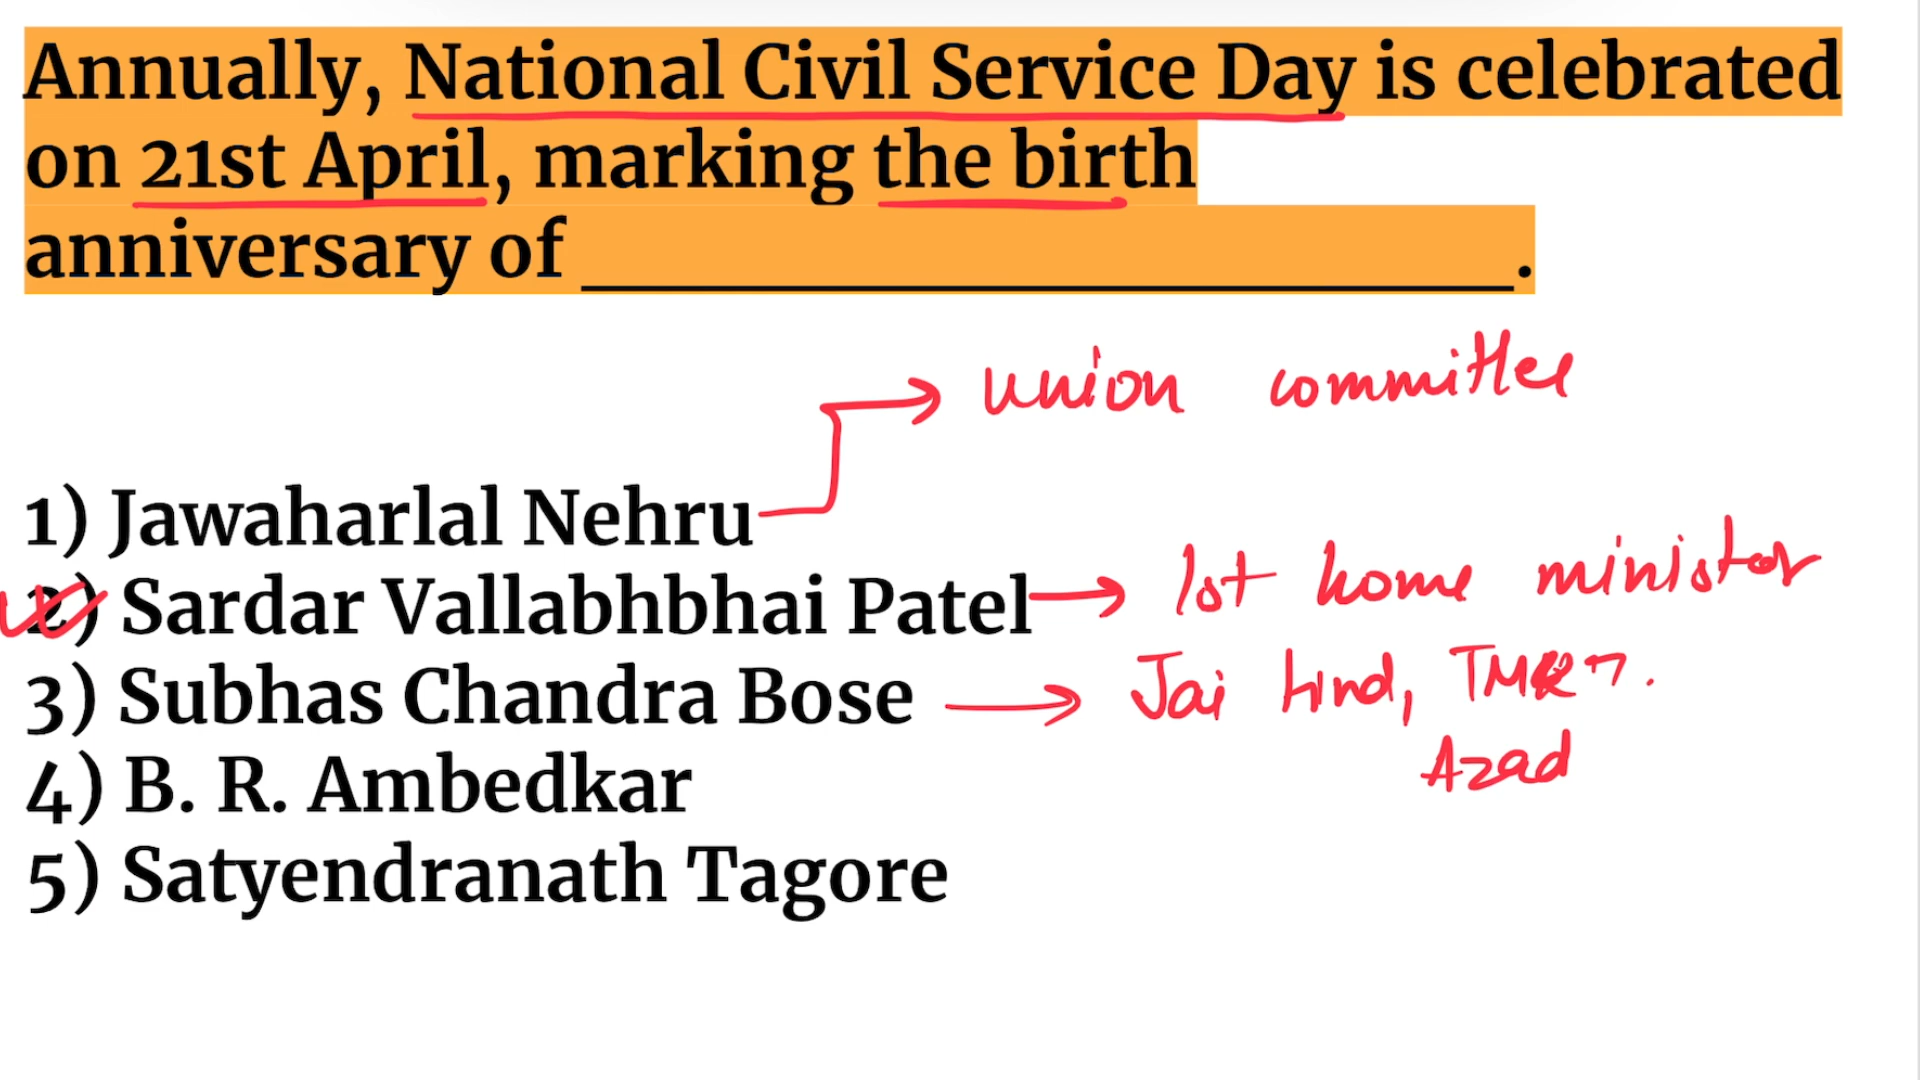 Annually, National Civil Service Day is celebrated
on 21st April, marking the birth
anniversary of ______________________.
union committee
1) Jawaharlal Nehru
2) Sardar Vallabhbhai Patel
1st home minister
3) Subhas Chandra Bose
Jai Hind,
Azad
4) B. R. Ambedkar
5) Satyendranath Tagore